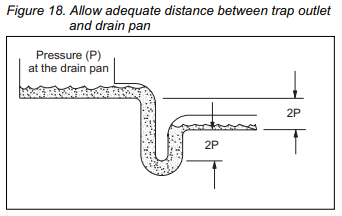 Figure 18. Allow adequate distance between trap outlet
and drain pan
Pressure (P)
at the drain pan
2P
2P